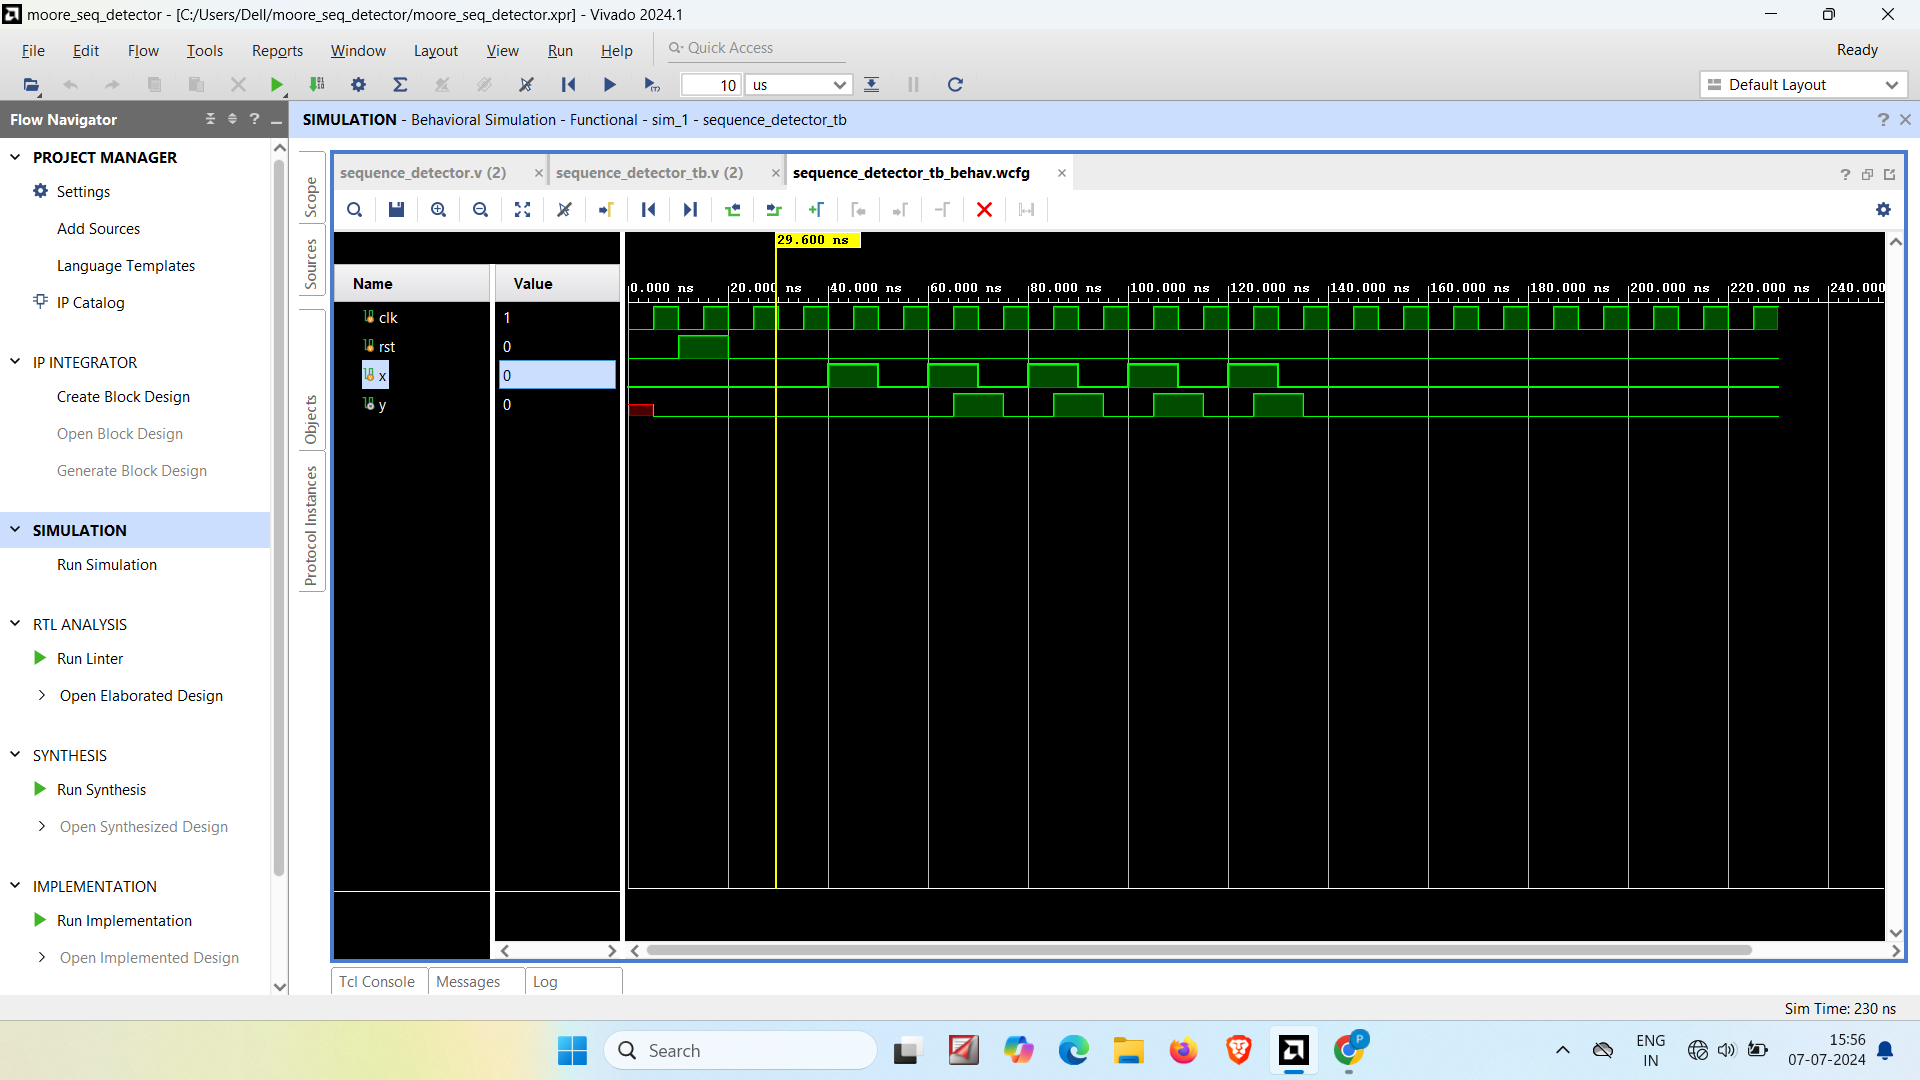 moore_seq_detector - [C:/Users/Dell/moore_seq_detector/moore_seq_detector.xpr] - Vivado 2024.1
File Edit Flow Tools Reports Window Layout View Run Help Quick Access Ready
10 us Default Layout
Flow Navigator
SIMULATION - Behavioral Simulation - Functional - sim_1 - sequence_detector_tb
PROJECT MANAGER
Settings
Add Sources
Language Templates
IP Catalog
IP INTEGRATOR
Create Block Design
Open Block Design
Generate Block Design
SIMULATION
Run Simulation
RTL ANALYSIS
Run Linter
Open Elaborated Design
SYNTHESIS
Run Synthesis
Open Synthesized Design
IMPLEMENTATION
Run Implementation
Open Implemented Design
Scope
Sources
Objects
Protocol Instances
sequence_detector.v (2) sequence_detector_tb.v (2) sequence_detector_tb_behav.wcfg
29.600 ns
Name Value
0.000 ns 20.000 ns 40.000 ns 60.000 ns 80.000 ns 100.000 ns 120.000 ns 140.000 ns 160.000 ns 180.000 ns 200.000 ns 220.000 ns 240.000
clk 1
rst 0
x 0
y 0
Tcl Console Messages Log
Sim Time: 230 ns
Search
ENG
IN
15:56
07-07-2024